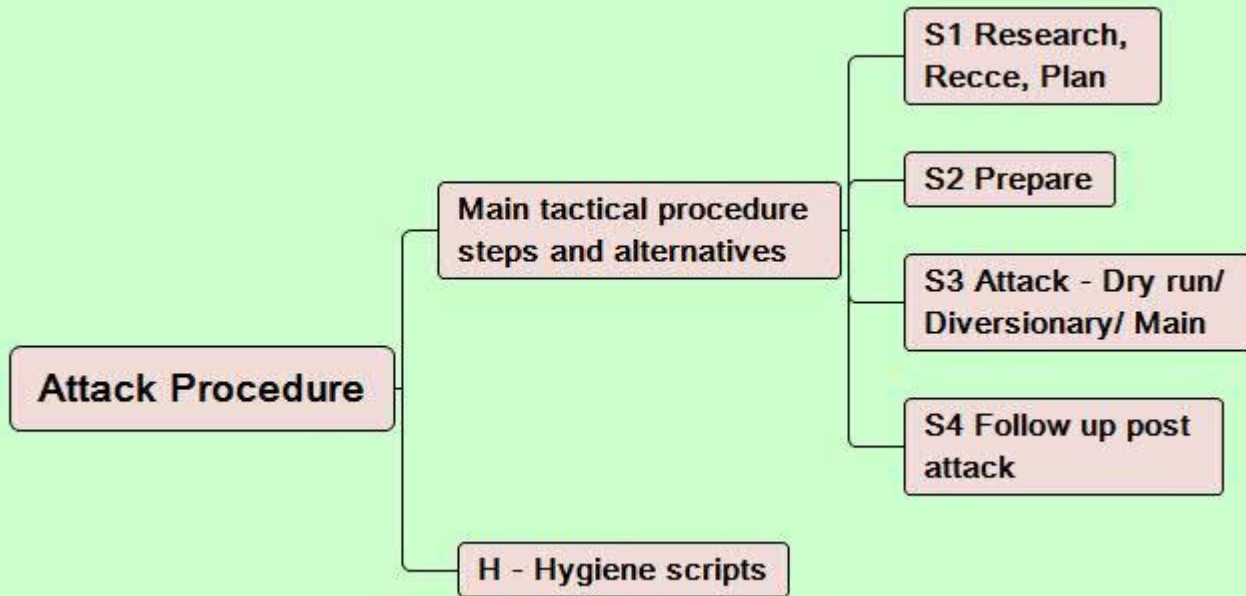 Attack Procedure
Main tactical procedure
steps and alternatives
S1 Research,
Recce, Plan
S2 Prepare
S3 Attack - Dry run/
Diversionary/ Main
S4 Follow up post
attack
H - Hygiene scripts